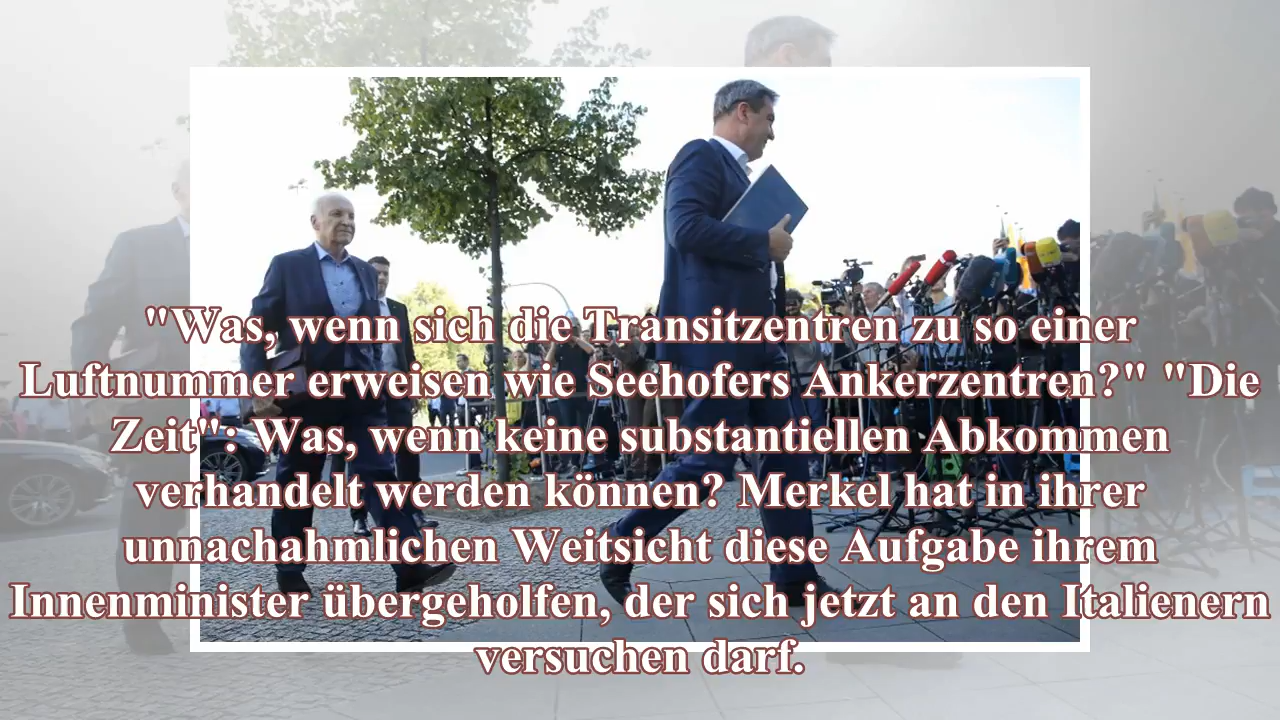 "Was, wenn sich die Transitzentren zu so einer
Luftnummer erweisen wie Seehofers Ankerzentren?" "Die
Zeit": Was, wenn keine substantiellen Abkommen
verhandelt werden können? Merkel hat in ihrer
unnachahmlichen Weitsicht diese Aufgabe ihrem
Innenminister übergeholfen, der sich jetzt an den Italienern
versuchen darf.